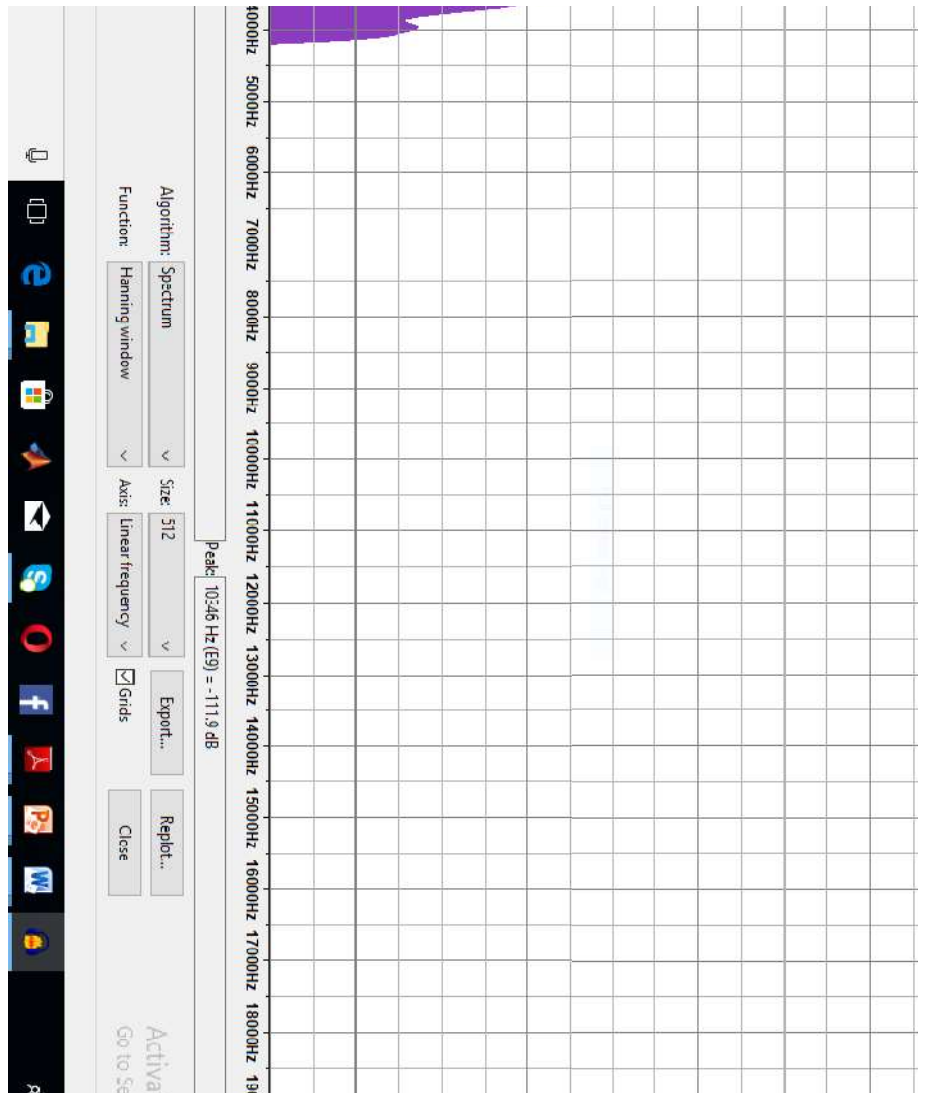 4000Hz 5000Hz 6000Hz 7000Hz 8000Hz 9000Hz 10000Hz 11000Hz 12000Hz 13000Hz 14000Hz 15000Hz 16000Hz 17000Hz 18000Hz
Peak: 10346 Hz (E9) = -111.9 dB
Algorithm: Spectrum Size: 512 Export... Replot...
Function: Hanning window Axis: Linear frequency Grids Close
Activa
Go to Se